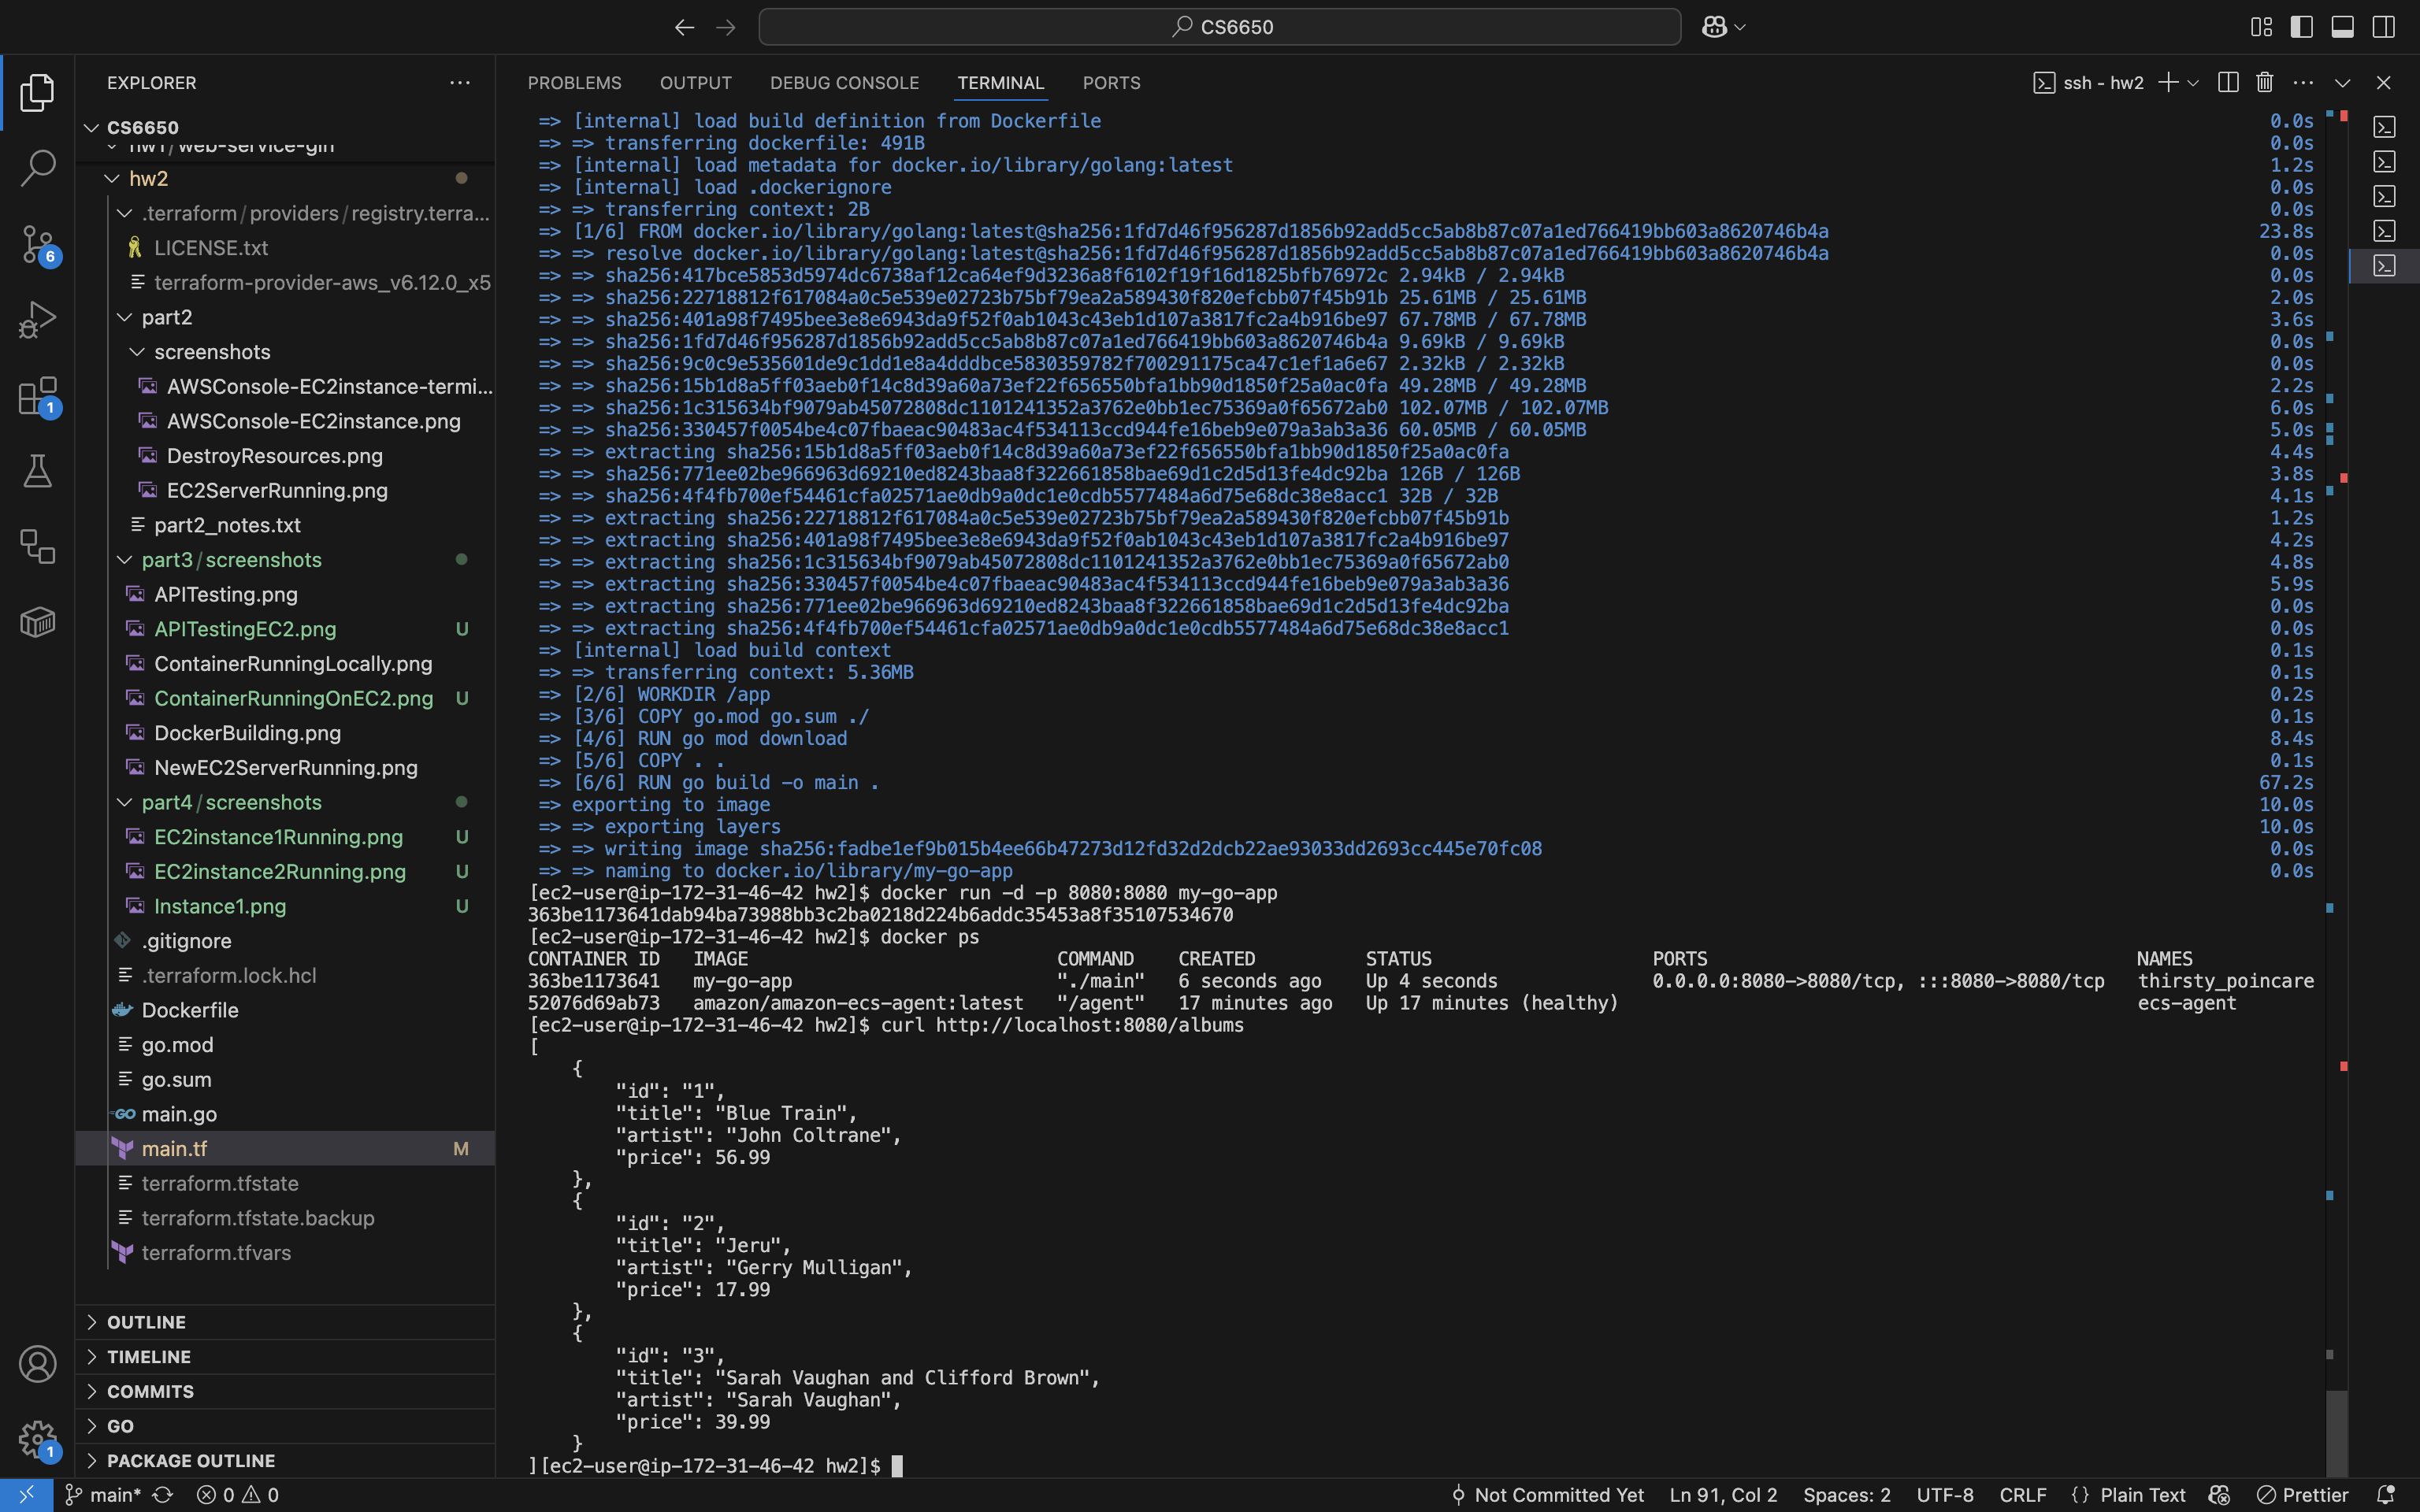 CS6650
EXPLORER
CS6650
hw1/web-service-gin
hw2
.terraform/providers/registry.terra...
LICENSE.txt
terraform-provider-aws_v6.12.0_x5
part2
screenshots
AWSConsole-EC2instance-termi...
AWSConsole-EC2instance.png
DestroyResources.png
EC2ServerRunning.png
part2_notes.txt
part3/screenshots
APITesting.png
APITestingEC2.png U
ContainerRunningLocally.png
ContainerRunningOnEC2.png U
DockerBuilding.png
NewEC2ServerRunning.png
part4/screenshots
EC2instance1Running.png U
EC2instance2Running.png U
Instance1.png U
.gitignore
.terraform.lock.hcl
Dockerfile
go.mod
go.sum
GO main.go
main.tf M
terraform.tfstate
terraform.tfstate.backup
terraform.tfvars
OUTLINE
TIMELINE
COMMITS
GO
PACKAGE OUTLINE
6
1
1
PROBLEMS OUTPUT DEBUG CONSOLE TERMINAL PORTS
ssh - hw2
=> [internal] load build definition from Dockerfile 0.0s
=> => transferring dockerfile: 491B 0.0s
=> [internal] load metadata for docker.io/library/golang:latest 1.2s
=> [internal] load .dockerignore 0.0s
=> => transferring context: 2B 0.0s
=> [1/6] FROM docker.io/library/golang:latest@sha256:1fd7d46f956287d1856b92add5cc5ab8b87c07a1ed766419bb603a8620746b4a 23.8s
=> => resolve docker.io/library/golang:latest@sha256:1fd7d46f956287d1856b92add5cc5ab8b87c07a1ed766419bb603a8620746b4a 0.0s
=> => sha256:417bce5853d5974dc6738af12ca64ef9d3236a8f6102f19f16d1825bfb76972c 2.94kB / 2.94kB 0.0s
=> => sha256:22718812f617084a0c5e539e02723b75bf79ea2a589430f820efcbb07f45b91b 25.61MB / 25.61MB 2.0s
=> => sha256:401a98f7495bee3e8e6943da9f52f0ab1043c43eb1d107a3817fc2a4b916be97 67.78MB / 67.78MB 3.6s
=> => sha256:1fd7d46f956287d1856b92add5cc5ab8b87c07a1ed766419bb603a8620746b4a 9.69kB / 9.69kB 0.0s
=> => sha256:9c0c9e535601de9c1dd1e8a4dddbce5830359782f700291175ca47c1ef1a6e67 2.32kB / 2.32kB 0.0s
=> => sha256:15b1d8a5ff03aeb0f14c8d39a60a73ef22f656550bfa1bb90d1850f25a0ac0fa 49.28MB / 49.28MB 2.2s
=> => sha256:1c315634bf9079ab45072808dc1101241352a3762e0bb1ec75369a0f65672ab0 102.07MB / 102.07MB 6.0s
=> => sha256:330457f0054be4c07fbaeac90483ac4f534113ccd944fe16beb9e079a3ab3a36 60.05MB / 60.05MB 5.0s
=> => extracting sha256:15b1d8a5ff03aeb0f14c8d39a60a73ef22f656550bfa1bb90d1850f25a0ac0fa 4.4s
=> => sha256:771ee02be966963d69210ed8243baa8f322661858bae69d1c2d5d13fe4dc92ba 126B / 126B 3.8s
=> => sha256:4f4fb700ef54461cfa02571ae0db9a0dc1e0cdb5577484a6d75e68dc38e8acc1 32B / 32B 4.1s
=> => extracting sha256:22718812f617084a0c5e539e02723b75bf79ea2a589430f820efcbb07f45b91b 1.2s
=> => extracting sha256:401a98f7495bee3e8e6943da9f52f0ab1043c43eb1d107a3817fc2a4b916be97 4.2s
=> => extracting sha256:1c315634bf9079ab45072808dc1101241352a3762e0bb1ec75369a0f65672ab0 4.8s
=> => extracting sha256:330457f0054be4c07fbaeac90483ac4f534113ccd944fe16beb9e079a3ab3a36 5.9s
=> => extracting sha256:771ee02be966963d69210ed8243baa8f322661858bae69d1c2d5d13fe4dc92ba 0.0s
=> => extracting sha256:4f4fb700ef54461cfa02571ae0db9a0dc1e0cdb5577484a6d75e68dc38e8acc1 0.0s
=> [internal] load build context 0.1s
=> => transferring context: 5.36MB 0.1s
=> [2/6] WORKDIR /app 0.2s
=> [3/6] COPY go.mod go.sum ./ 0.1s
=> [4/6] RUN go mod download 8.4s
=> [5/6] COPY . . 0.1s
=> [6/6] RUN go build -o main . 67.2s
=> exporting to image 10.0s
=> => exporting layers 10.0s
=> => writing image sha256:fadbe1ef9b015b4ee66b47273d12fd32d2dcb22ae93033dd2693cc445e70fc08 0.0s
=> => naming to docker.io/library/my-go-app 0.0s
[ec2-user@ip-172-31-46-42 hw2]$ docker run -d -p 8080:8080 my-go-app
363be1173641dab94ba73988bb3c2ba0218d224b6addc35453a8f35107534670
[ec2-user@ip-172-31-46-42 hw2]$ docker ps
CONTAINER ID IMAGE COMMAND CREATED STATUS PORTS NAMES
363be1173641 my-go-app "./main" 6 seconds ago Up 4 seconds 0.0.0.0:8080->8080/tcp, :::8080->8080/tcp thirsty_poincare
52076d69ab73 amazon/amazon-ecs-agent:latest "/agent" 17 minutes ago Up 17 minutes (healthy) ecs-agent
[ec2-user@ip-172-31-46-42 hw2]$ curl http://localhost:8080/albums
[
{
"id": "1",
"title": "Blue Train",
"artist": "John Coltrane",
"price": 56.99
},
{
"id": "2",
"title": "Jeru",
"artist": "Gerry Mulligan",
"price": 17.99
},
{
"id": "3",
"title": "Sarah Vaughan and Clifford Brown",
"artist": "Sarah Vaughan",
"price": 39.99
}
][ec2-user@ip-172-31-46-42 hw2]$
main* 0 0 Not Committed Yet Ln 91, Col 2 Spaces: 2 UTF-8 CRLF {} Plain Text Prettier